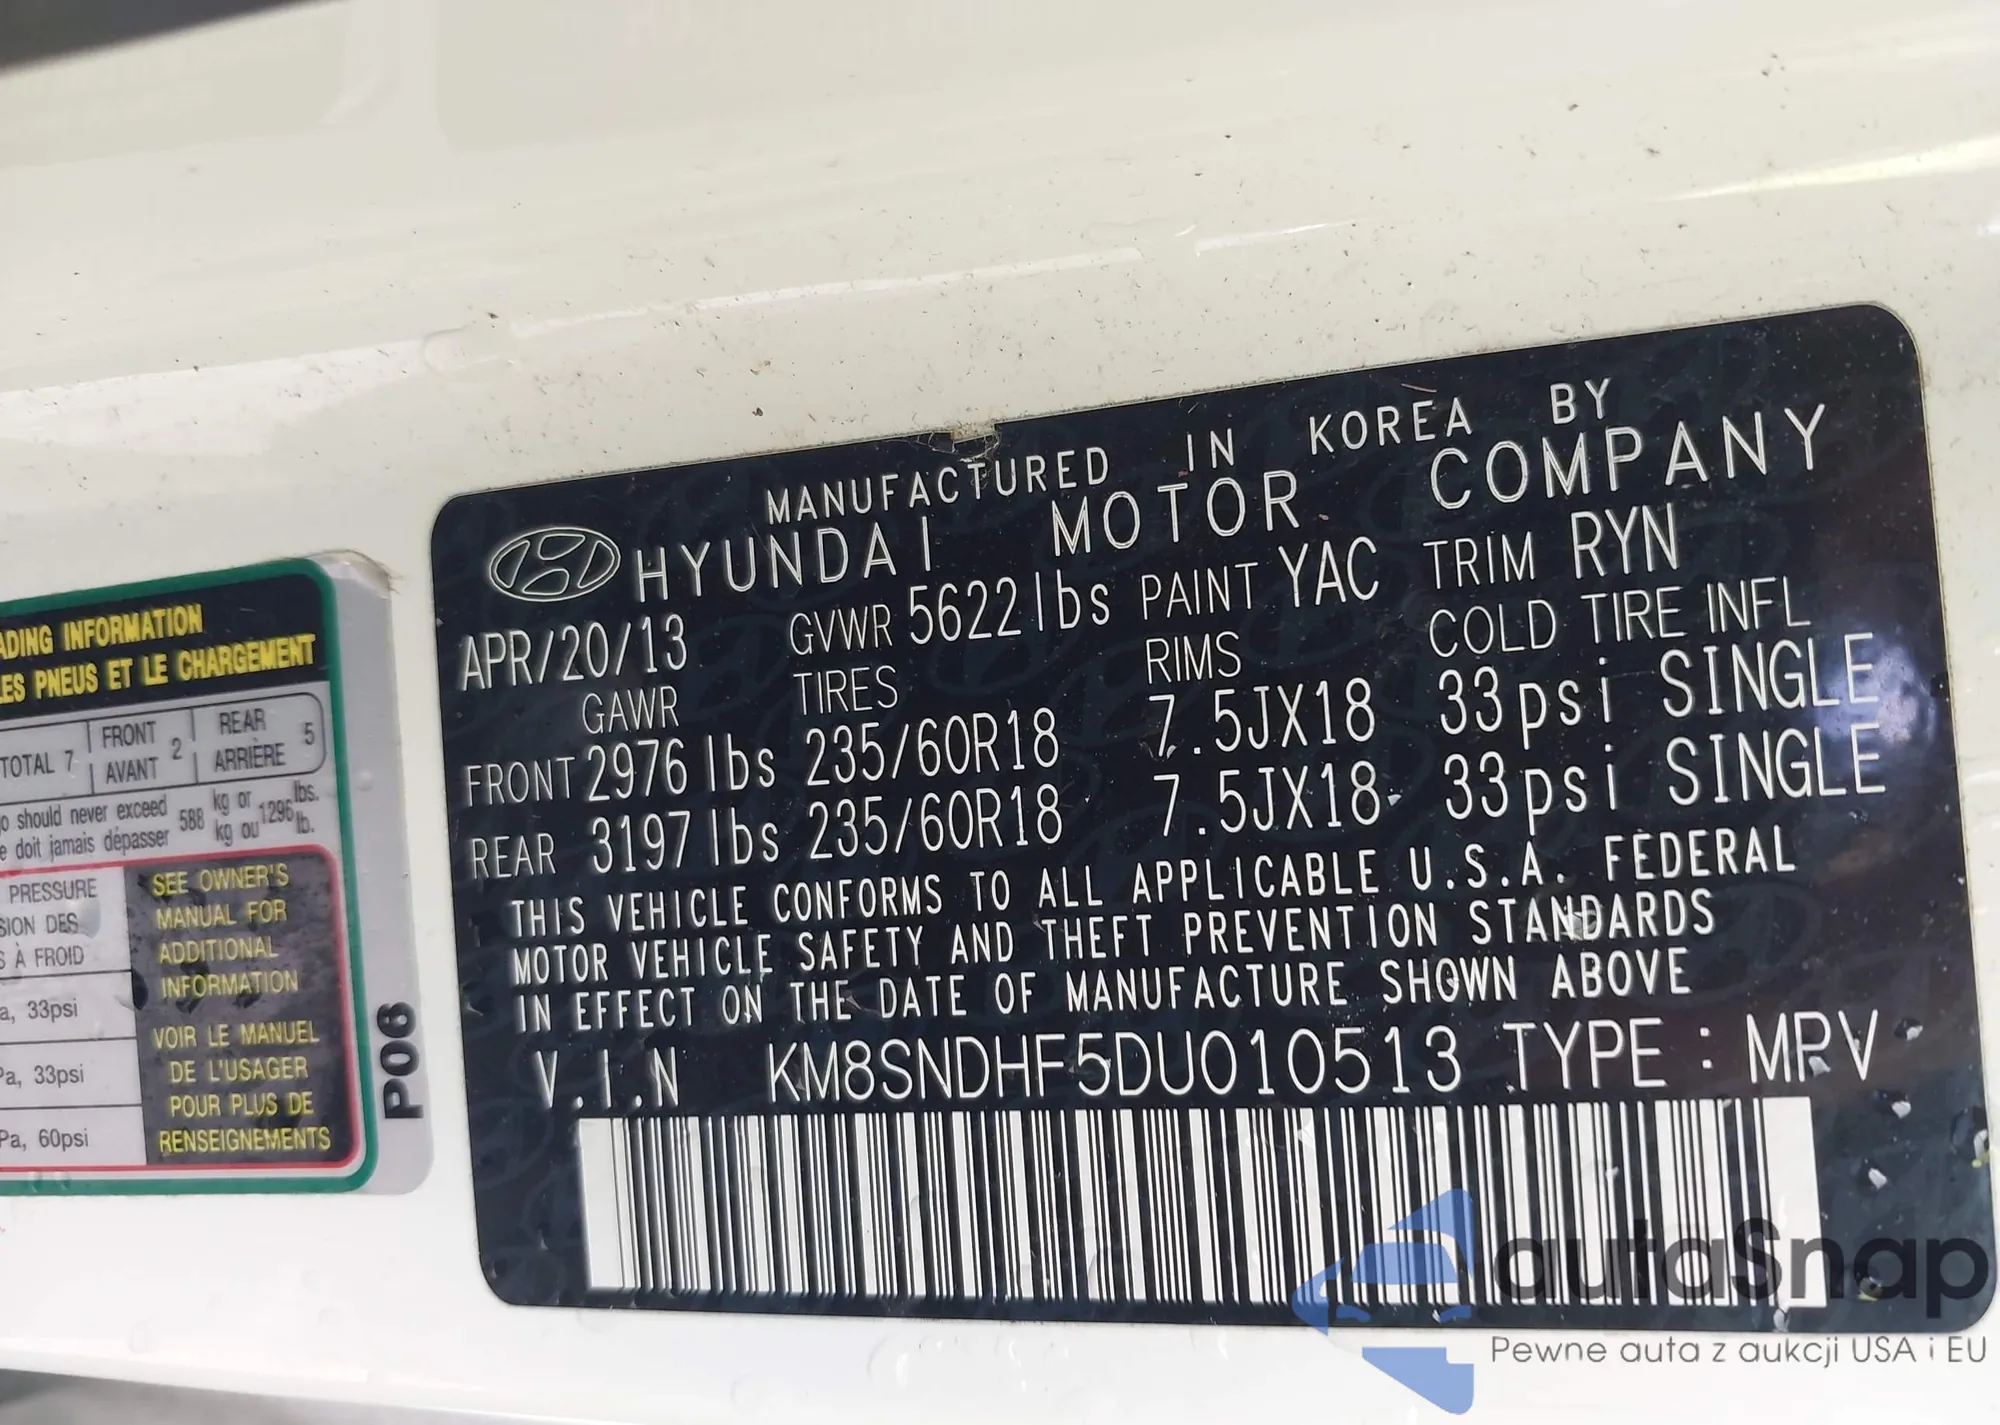 ADING INFORMATION
LES PNEUS ET LE CHARGEMENT
TOTAL 7 FRONT AVANT 2 REAR ARRIÈRE 5
should never exceed 588 kg or 1296 lbs.
doit jamais dépasser kg ou lb.
PRESSURE
SION DES
À FROID
33psi
33psi
60psi
SEE OWNER'S
MANUAL FOR
ADDITIONAL
INFORMATION
VOIR LE MANUEL
DE L'USAGER
POUR PLUS DE
RENSEIGNEMENTS
P06
MANUFACTURED IN KOREA BY
HYUNDAI MOTOR COMPANY
APR/20/13 GVWR 5622 lbs PAINT YAC TRIM RYN
GAWR TIRES RIMS COLD TIRE INFL
FRONT 2976 lbs 235/60R18 7.5JX18 33psi SINGLE
REAR 3197 lbs 235/60R18 7.5JX18 33psi SINGLE
THIS VEHICLE CONFORMS TO ALL APPLICABLE U.S.A. FEDERAL
MOTOR VEHICLE SAFETY AND THEFT PREVENTION STANDARDS
IN EFFECT ON THE DATE OF MANUFACTURE SHOWN ABOVE
V.I.N KM8SNDHF5DU010513 TYPE : MPV
autaSnap
Pewne auta z aukcji USA i EU